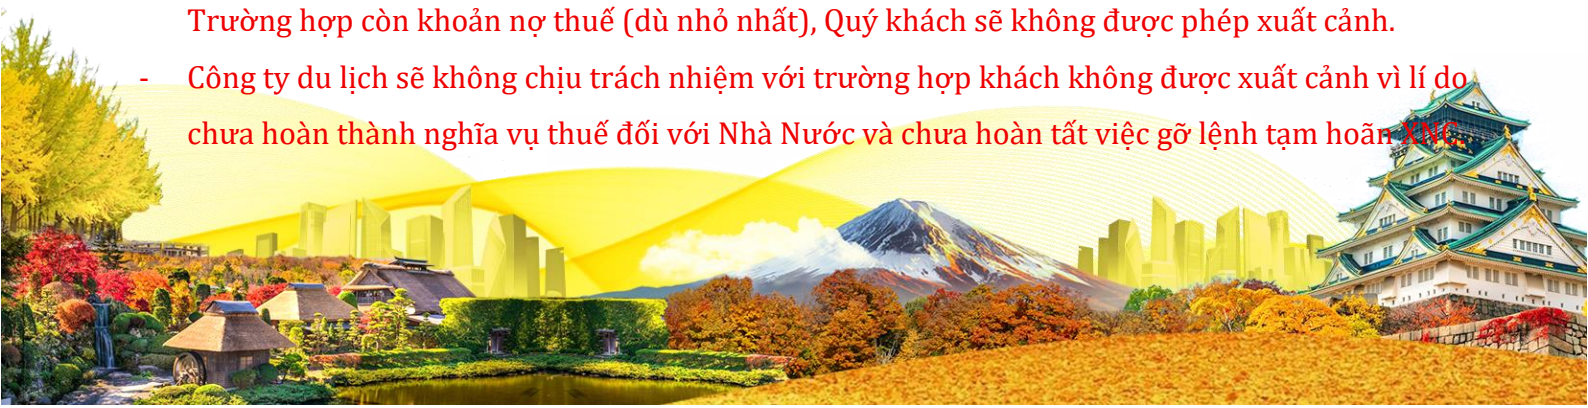 Trường hợp còn khoản nợ thuế (dù nhỏ nhất), Quý khách sẽ không được phép xuất cảnh.
- Công ty du lịch sẽ không chịu trách nhiệm với trường hợp khách không được xuất cảnh vì lí do
chưa hoàn thành nghĩa vụ thuế đối với Nhà Nước và chưa hoàn tất việc gỡ lệnh tạm hoãn XNC.